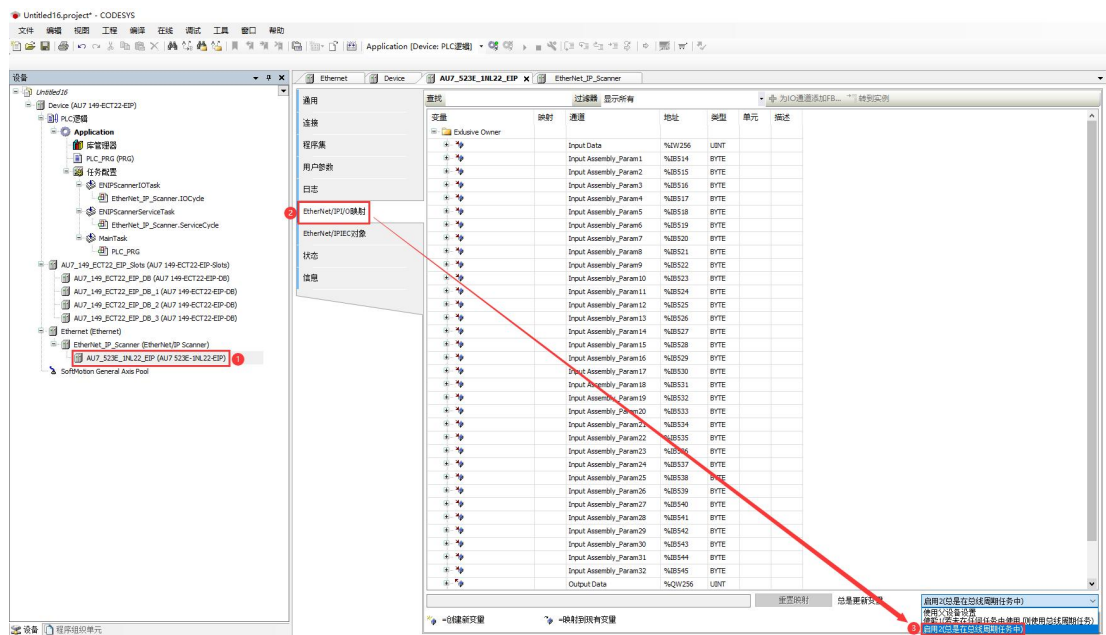 Untitled16.project* - CODESYS
文件 编辑 视图 工程 编译 在线 调试 工具 窗口 帮助
Application [Device: PLC逻辑]
设备
Untitled16
Device (AU7 149-ECT22-EIP)
PLC逻辑
Application
库管理器
PLC_PRG (PRG)
任务配置
ENIPScannerIOTask
EtherNet_IP_Scanner.IOCycle
ENIPScannerServiceTask
EtherNet_IP_Scanner.ServiceCycle
MainTask
PLC_PRG
AU7_149_ECT22_EIP_Slots (AU7 149-ECT22-EIP-Slots)
AU7_149_ECT22_EIP_DB (AU7 149-ECT22-EIP-DB)
AU7_149_ECT22_EIP_DB_1 (AU7 149-ECT22-EIP-DB)
AU7_149_ECT22_EIP_DB_2 (AU7 149-ECT22-EIP-DB)
AU7_149_ECT22_EIP_DB_3 (AU7 149-ECT22-EIP-DB)
Ethernet (Ethernet)
EtherNet_IP_Scanner (EtherNet/IP Scanner)
AU7_523E_1NL22_EIP (AU7 523E-1NL22-EIP) 1
SoftMotion General Axis Pool
设备 程序组织单元
Ethernet Device AU7_523E_1NL22_EIP EtherNet_IP_Scanner
通用
连接
程序集
用户参数
日志
2 EtherNet/IPI/O映射
EtherNet/IPIEC对象
状态
信息
查找 过滤器 显示所有 为IO通道添加FB... 转到实例
变量 映射 通道 地址 类型 单元 描述
Exlusive Owner
Input Data %IW256 UINT
Input Assembly_Param1 %IB514 BYTE
Input Assembly_Param2 %IB515 BYTE
Input Assembly_Param3 %IB516 BYTE
Input Assembly_Param4 %IB517 BYTE
Input Assembly_Param5 %IB518 BYTE
Input Assembly_Param6 %IB519 BYTE
Input Assembly_Param7 %IB520 BYTE
Input Assembly_Param8 %IB521 BYTE
Input Assembly_Param9 %IB522 BYTE
Input Assembly_Param10 %IB523 BYTE
Input Assembly_Param11 %IB524 BYTE
Input Assembly_Param12 %IB525 BYTE
Input Assembly_Param13 %IB526 BYTE
Input Assembly_Param14 %IB527 BYTE
Input Assembly_Param15 %IB528 BYTE
Input Assembly_Param16 %IB529 BYTE
Input Assembly_Param17 %IB530 BYTE
Input Assembly_Param18 %IB531 BYTE
Input Assembly_Param19 %IB532 BYTE
Input Assembly_Param20 %IB533 BYTE
Input Assembly_Param21 %IB534 BYTE
Input Assembly_Param22 %IB535 BYTE
Input Assembly_Param23 %IB536 BYTE
Input Assembly_Param24 %IB537 BYTE
Input Assembly_Param25 %IB538 BYTE
Input Assembly_Param26 %IB539 BYTE
Input Assembly_Param27 %IB540 BYTE
Input Assembly_Param28 %IB541 BYTE
Input Assembly_Param29 %IB542 BYTE
Input Assembly_Param30 %IB543 BYTE
Input Assembly_Param31 %IB544 BYTE
Input Assembly_Param32 %IB545 BYTE
Output Data %QW256 UINT
重置映射 总是更新变量 启用2(总是在总线周期任务中)
使用父设备设置
=创建新变量 =映射到现有变量
3 启用2(总是在总线周期任务中)